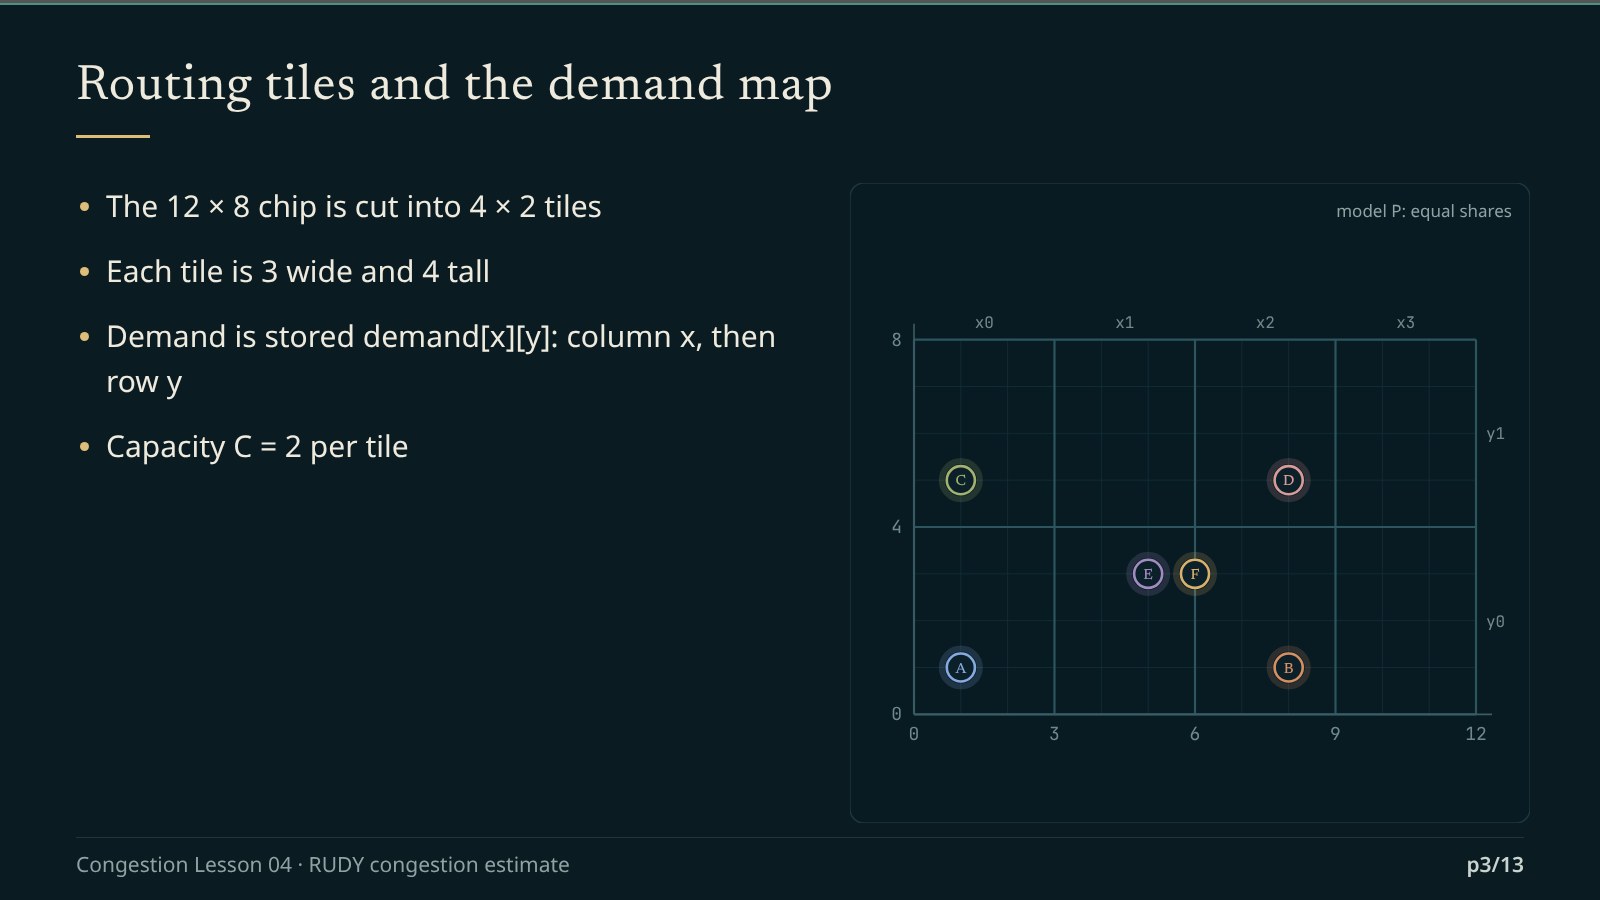 Routing tiles and the demand map
• The 12 × 8 chip is cut into 4 × 2 tiles
• Each tile is 3 wide and 4 tall
• Demand is stored demand[x][y]: column x, then
row y
• Capacity C = 2 per tile
model P: equal shares
x0 x1 x2 x3
8
y1
C D
4
E F
y0
A B
0
0 3 6 9 12
Congestion Lesson 04 · RUDY congestion estimate
p3/13